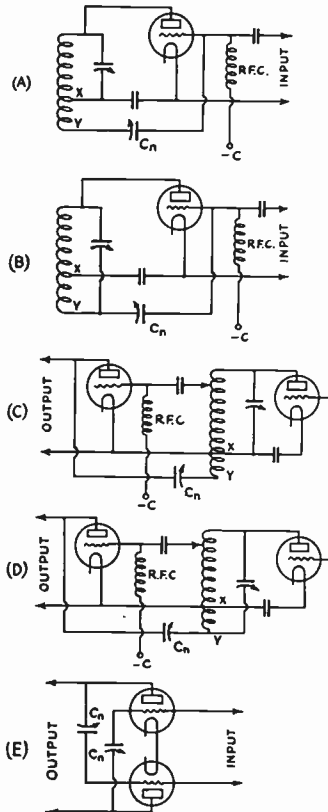 (A)
R.F.C.
INPUT
X
Y
Cn
-C
(B)
R.F.C.
INPUT
X
Y
Cn
-C
(C)
OUTPUT
R.F.C
X
Y
Cn
-C
(D)
OUTPUT
R.F.C
X
Y
Cn
-C
(E)
OUTPUT
Cn
Cn
INPUT